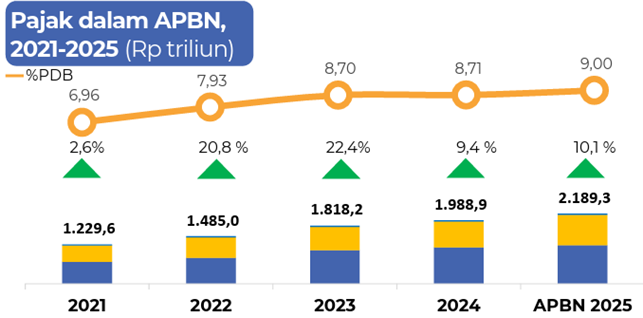 Pajak dalam APBN,
2021-2025 (Rp triliun)
%PDB
6,96 7,93 8,70 8,71 9,00
2,6% 20,8 % 22,4% 9,4 % 10,1 %
1.229,6 1.485,0 1.818,2 1.988,9 2.189,3
2021 2022 2023 2024 APBN 2025